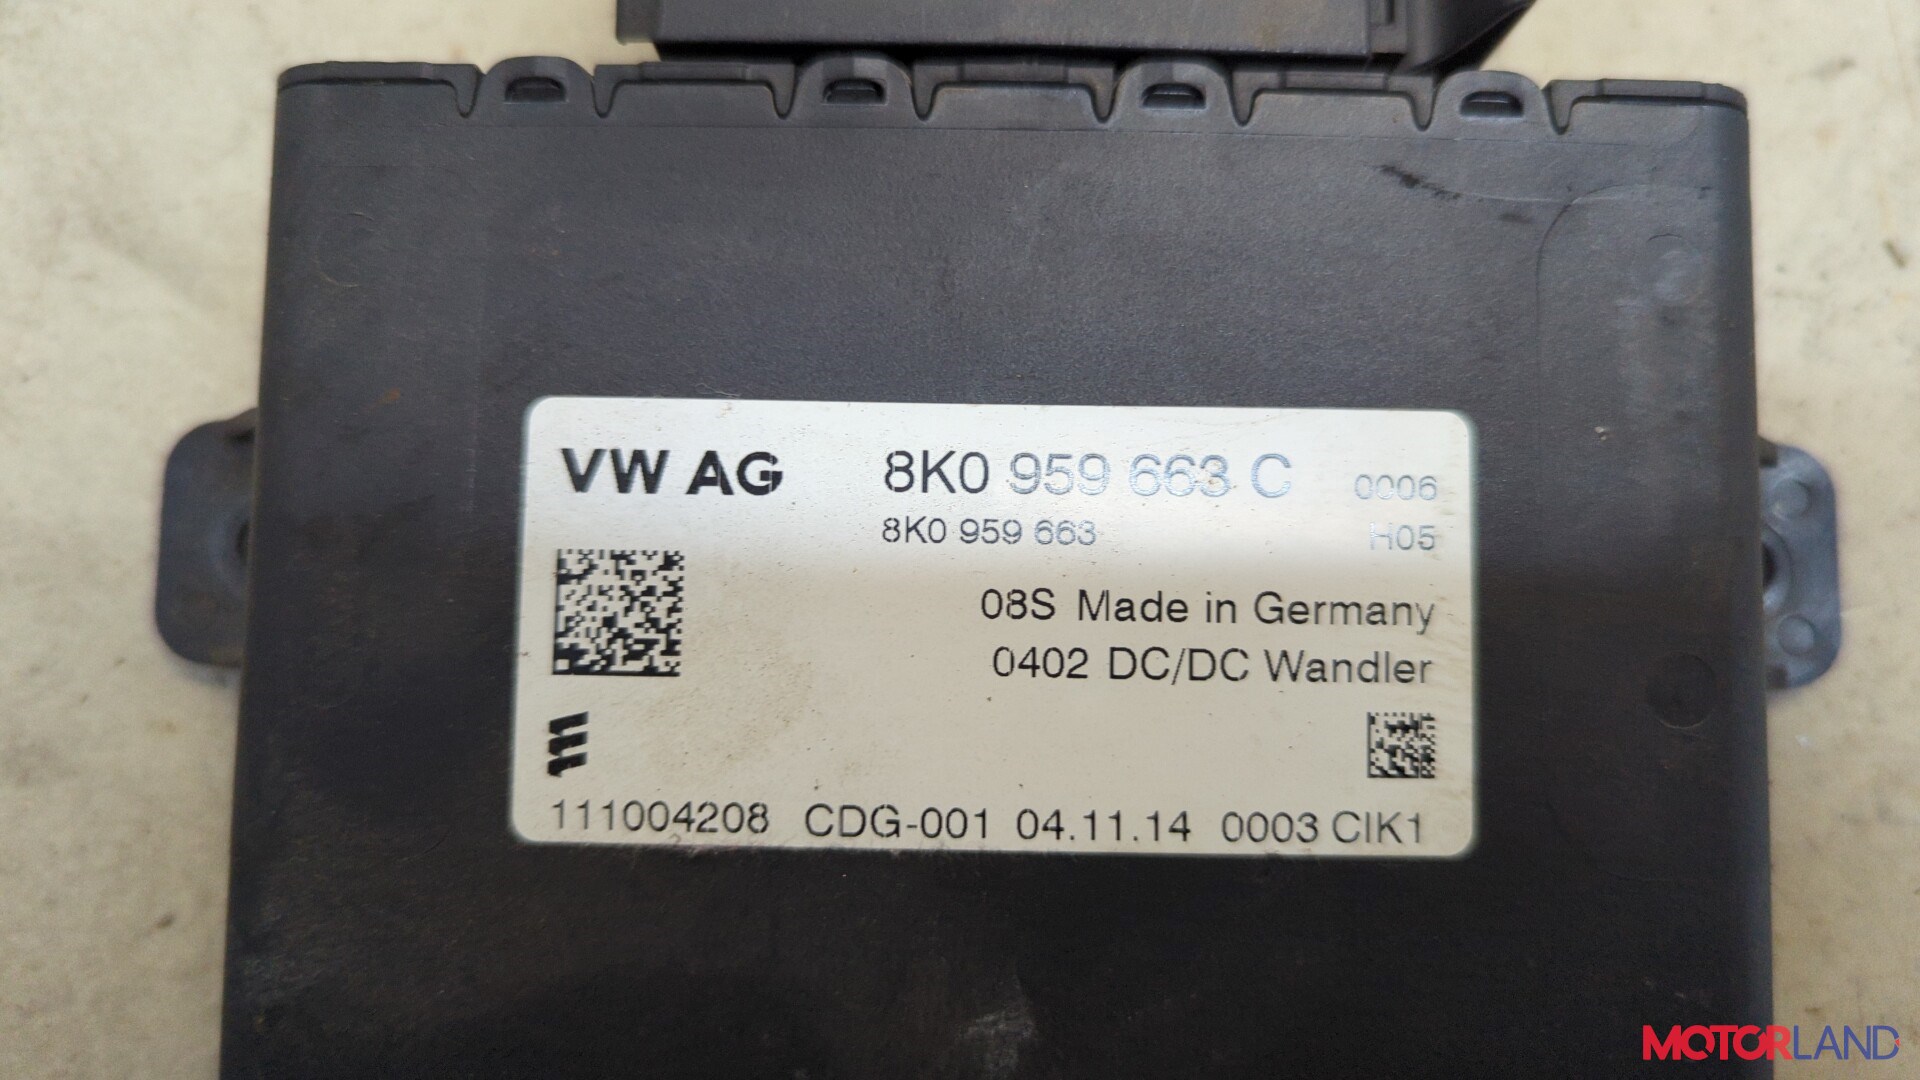 VW AG 8K0 959 663 C 0006
8K0 959 663 H05
08S Made in Germany
0402 DC/DC Wandler
111004208 CDG-001 04.11.14 0003 CIK1
MOTORLAND